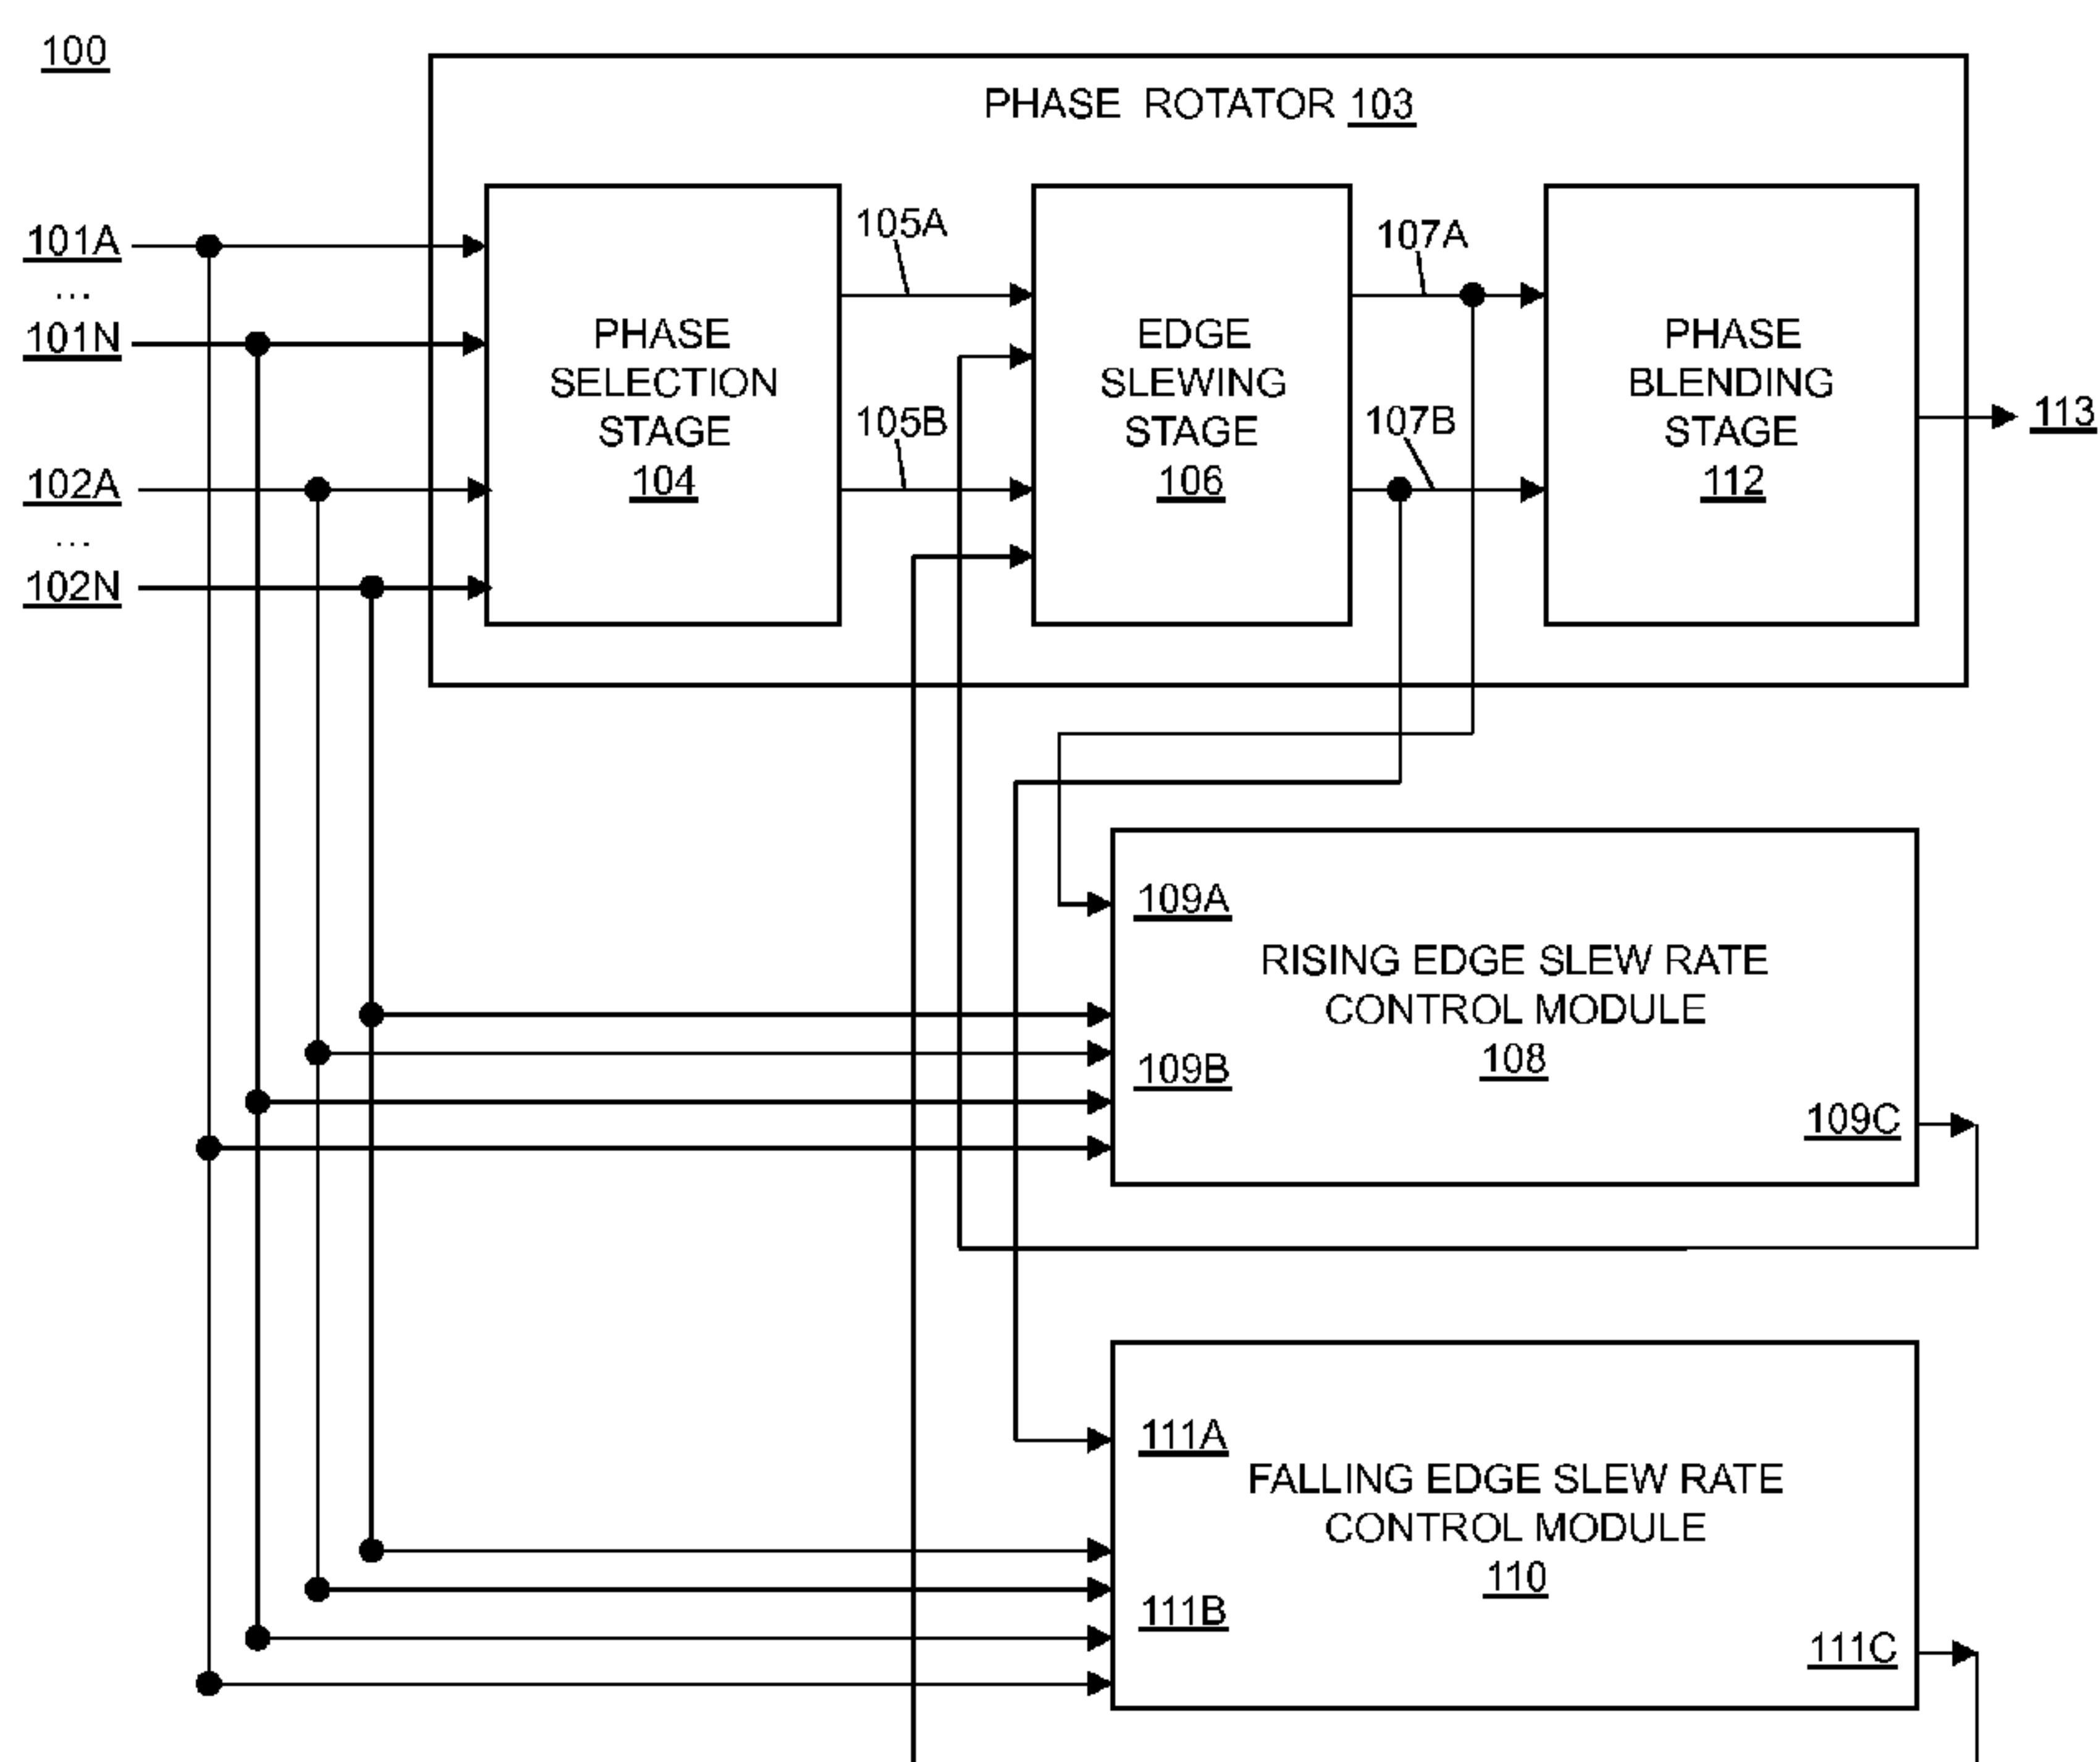 100
PHASE ROTATOR 103
101A
...
101N
102A
...
102N
PHASE
SELECTION
STAGE
104
105A
105B
EDGE
SLEWING
STAGE
106
107A
107B
PHASE
BLENDING
STAGE
112
113
109A
RISING EDGE SLEW RATE
CONTROL MODULE
108
109B
109C
111A
FALLING EDGE SLEW RATE
CONTROL MODULE
110
111B
111C